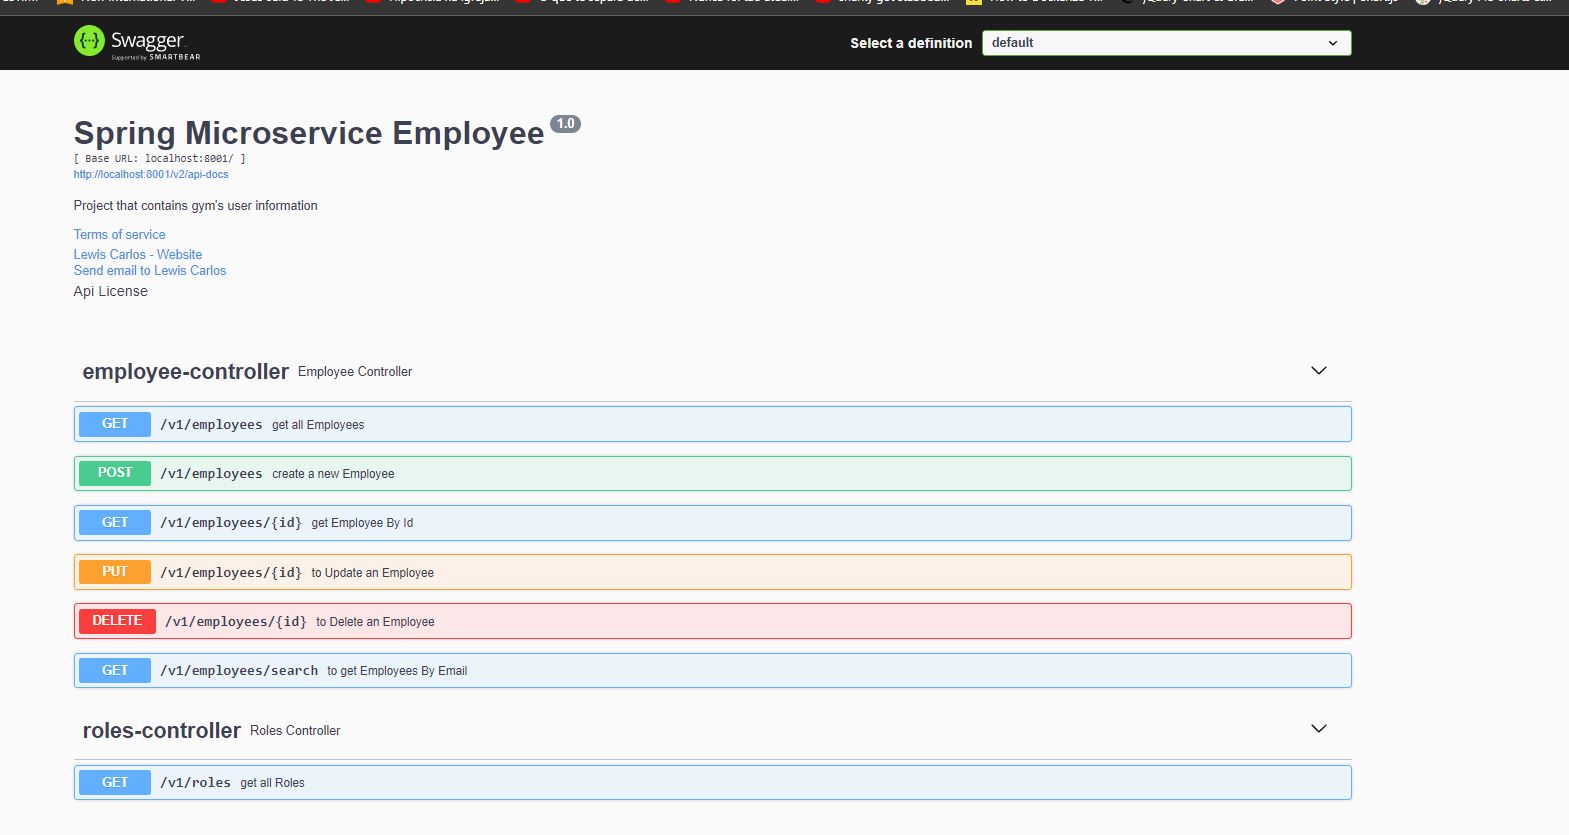 Swagger
Supported by SMARTBEAR
Select a definition
default
Spring Microservice Employee 1.0
[ Base URL: localhost:8001/ ]
http://localhost:8001/v2/api-docs
Project that contains gym's user information
Terms of service
Lewis Carlos - Website
Send email to Lewis Carlos
Api License
employee-controller Employee Controller
GET /v1/employees get all Employees
POST /v1/employees create a new Employee
GET /v1/employees/{id} get Employee By Id
PUT /v1/employees/{id} to Update an Employee
DELETE /v1/employees/{id} to Delete an Employee
GET /v1/employees/search to get Employees By Email
roles-controller Roles Controller
GET /v1/roles get all Roles